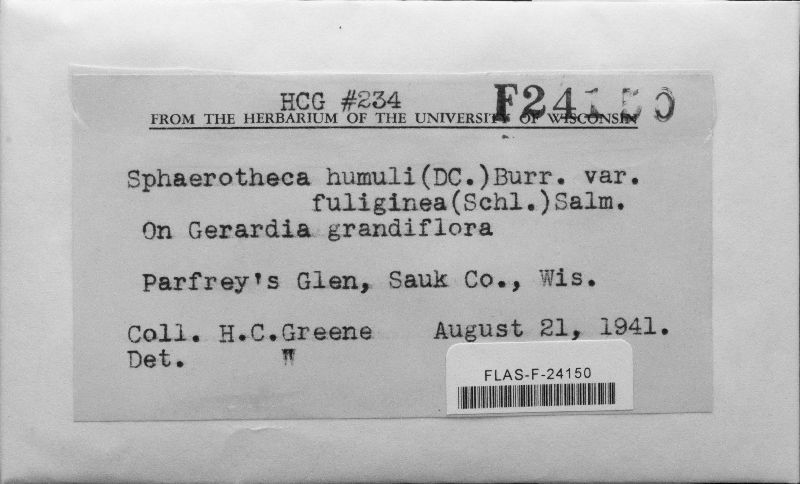 HCG #234 F24150
FROM THE HERBARIUM OF THE UNIVERSITY OF WISCONSIN
Sphaerotheca humuli(DC.)Burr. var.
fuliginea(Schl.)Salm.
On Gerardia grandiflora
Parfrey's Glen, Sauk Co., Wis.
Coll. H.C.Greene August 21, 1941.
Det. "
FLAS-F-24150